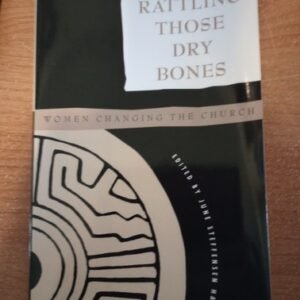 RATTLING
THOSE
DRY
BONES
WOMEN CHANGING THE CHURCH
EDITED BY JUNE STEFFENSEN